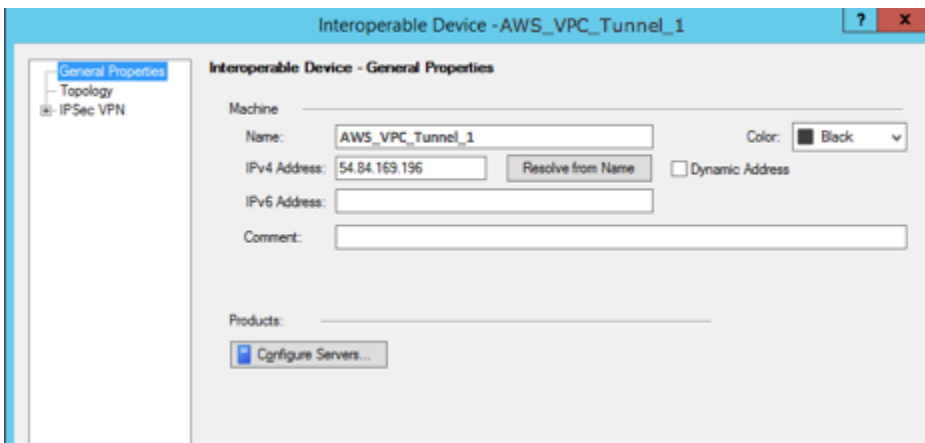 Interoperable Device -AWS_VPC_Tunnel_1
? x
General Properties
Topology
IPSec VPN
Interoperable Device - General Properties
Machine
Name: AWS_VPC_Tunnel_1 Color: Black
IPv4 Address: 54.84.169.196 Resolve from Name Dynamic Address
IPv6 Address:
Comment:
Products:
Configure Servers...